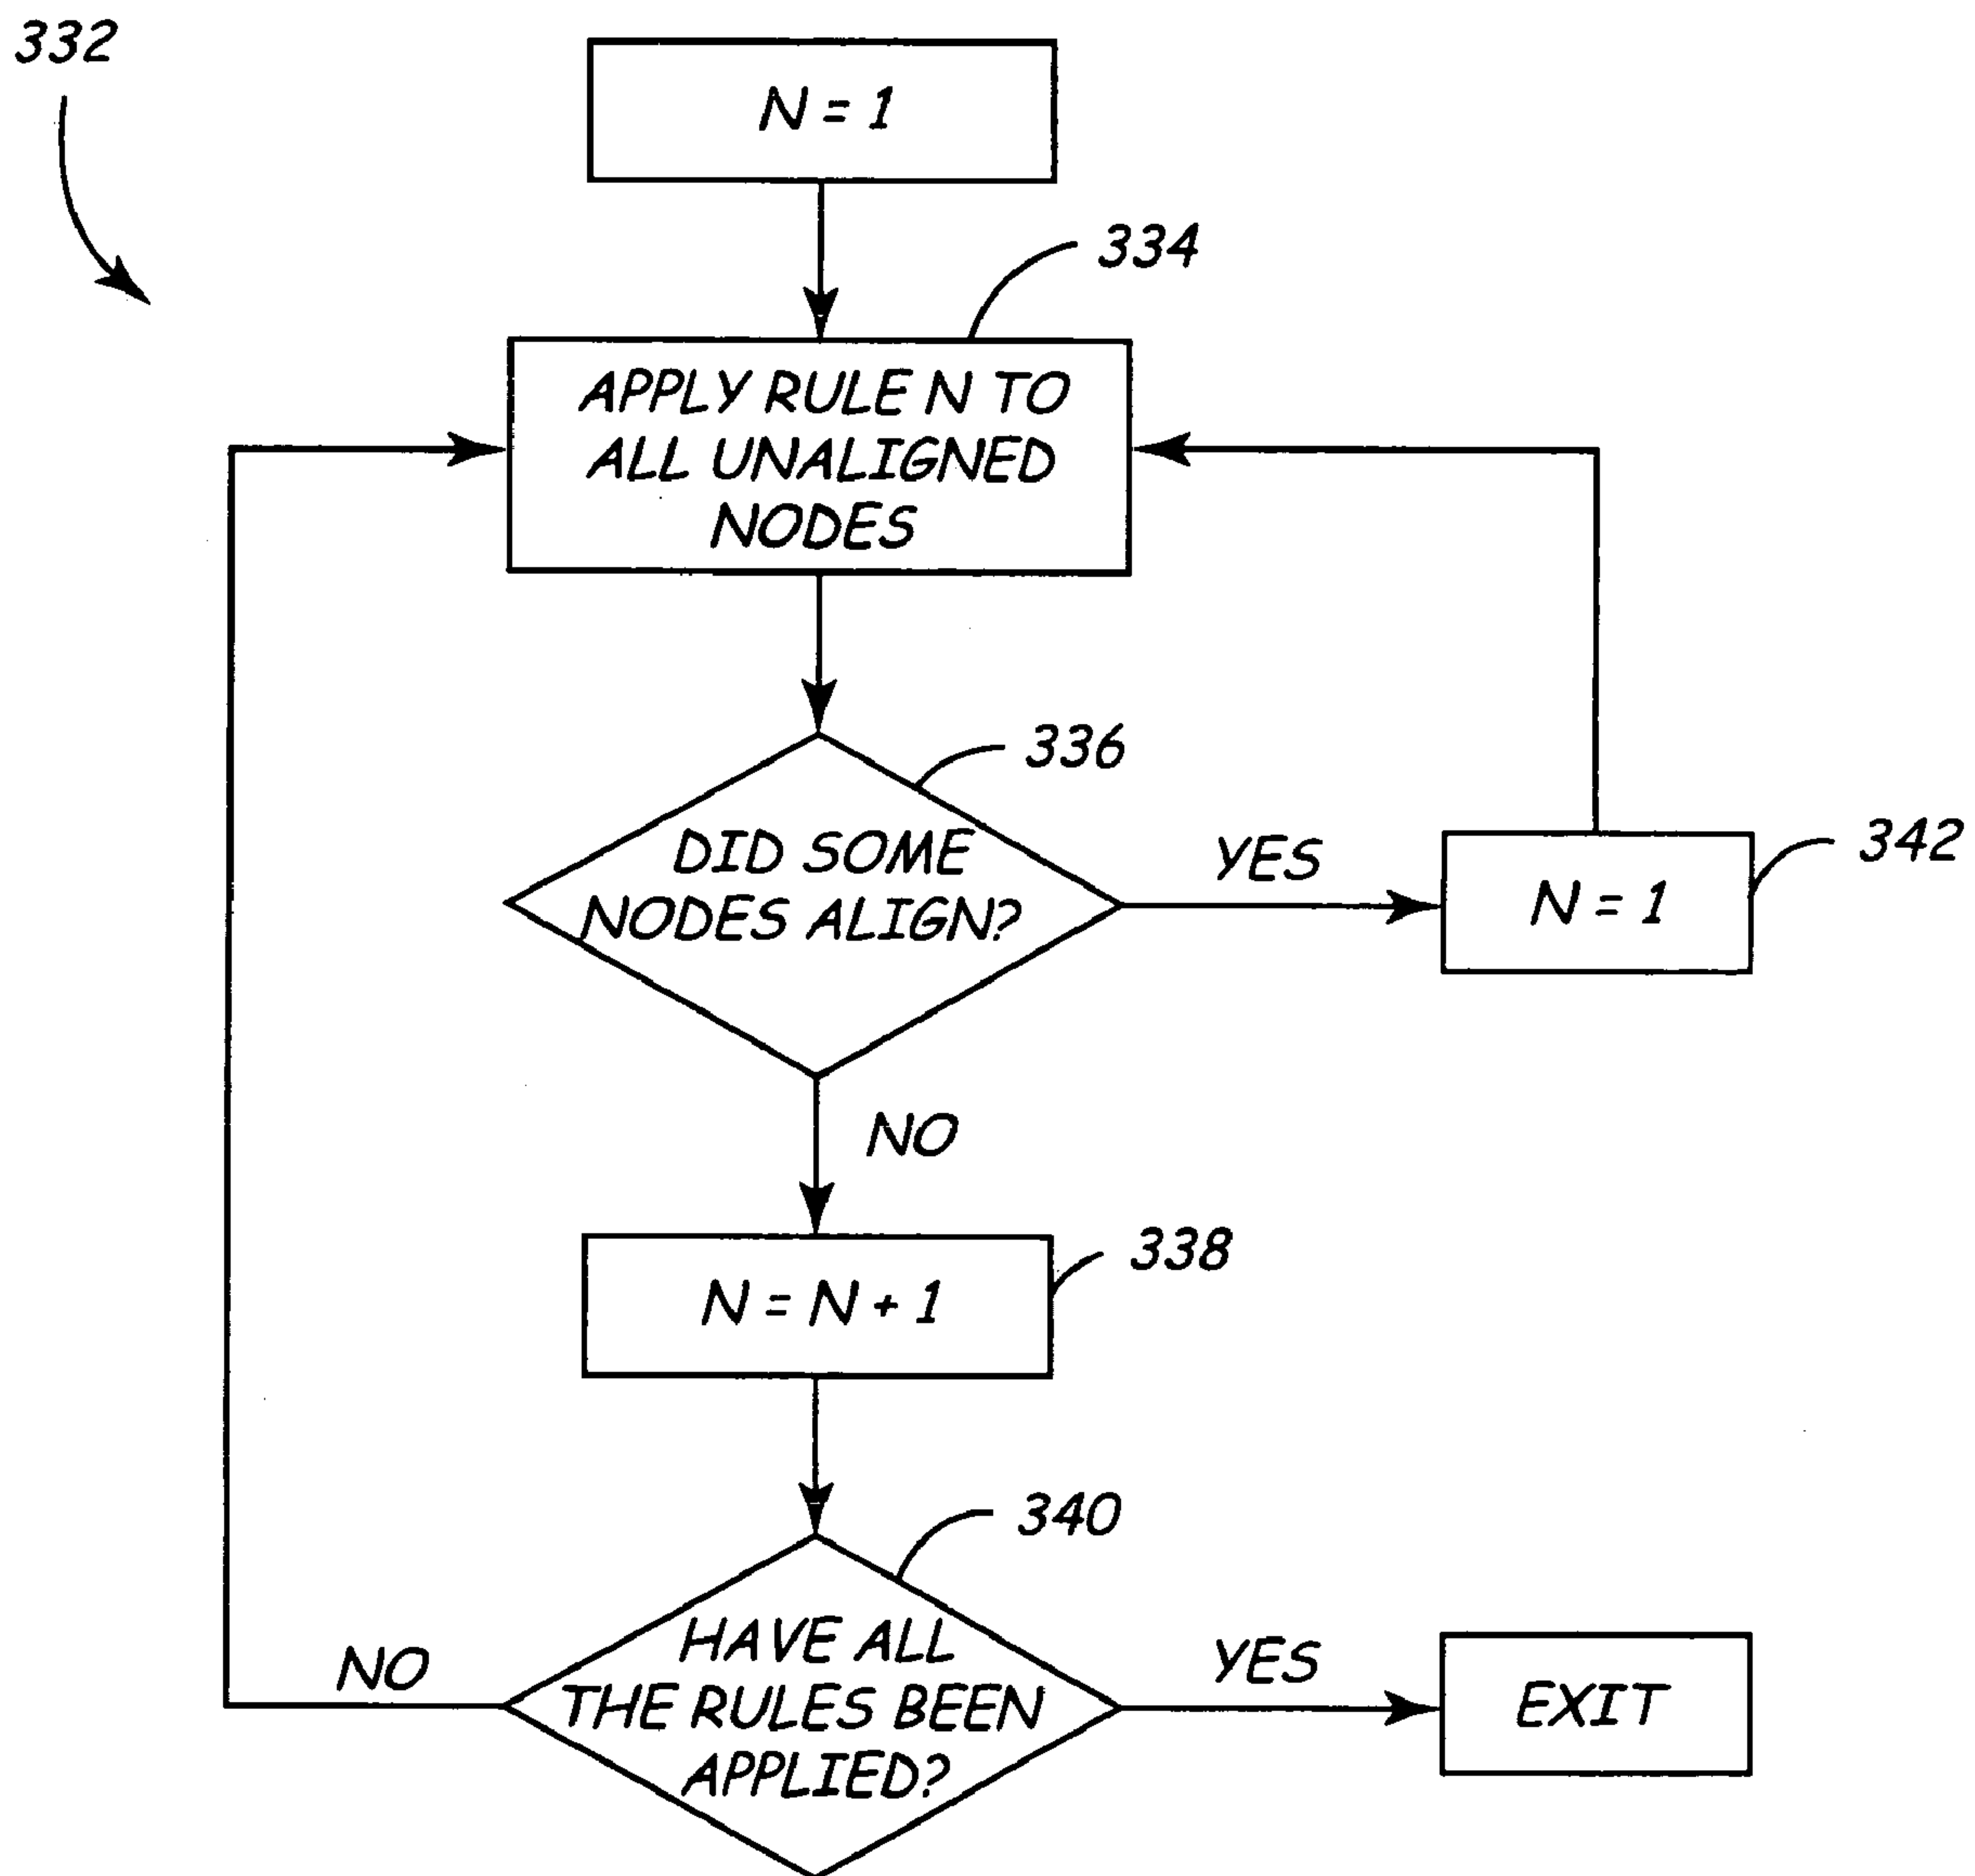 332
N = 1
334
APPLY RULE N TO
ALL UNALIGNED
NODES
336
DID SOME
NODES ALIGN?
YES
342
N = 1
NO
338
N = N + 1
340
HAVE ALL
THE RULES BEEN
APPLIED?
NO
YES
EXIT